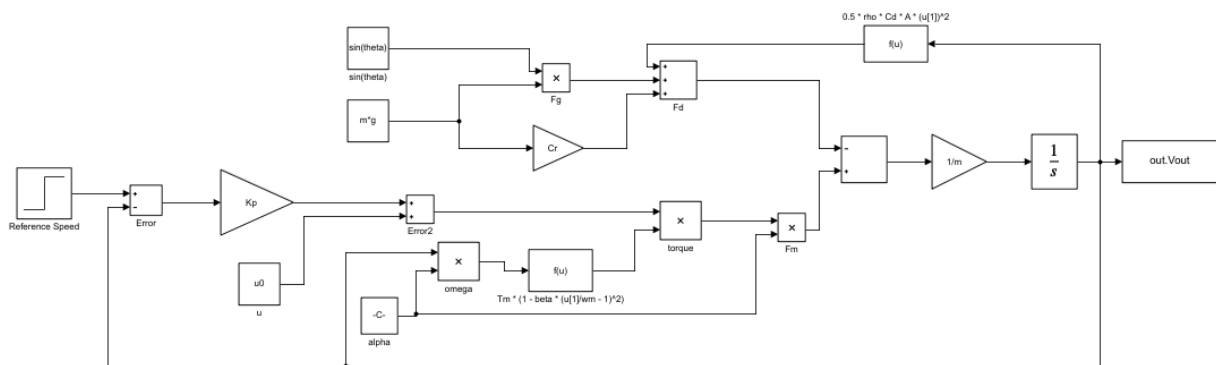 0.5 * rho * Cd * A * (u[1])^2
f(u)
sin(theta)
sin(theta)
×
Fg
+
+
+
Fd
m*g
Cr
−
+
1/m
1
s
out.Vout
Reference Speed
+
−
Error
Kp
+
+
Error2
×
torque
×
Fm
u0
u
×
omega
f(u)
Tm * (1 - beta * (u[1]/wm - 1)^2)
-C-
alpha